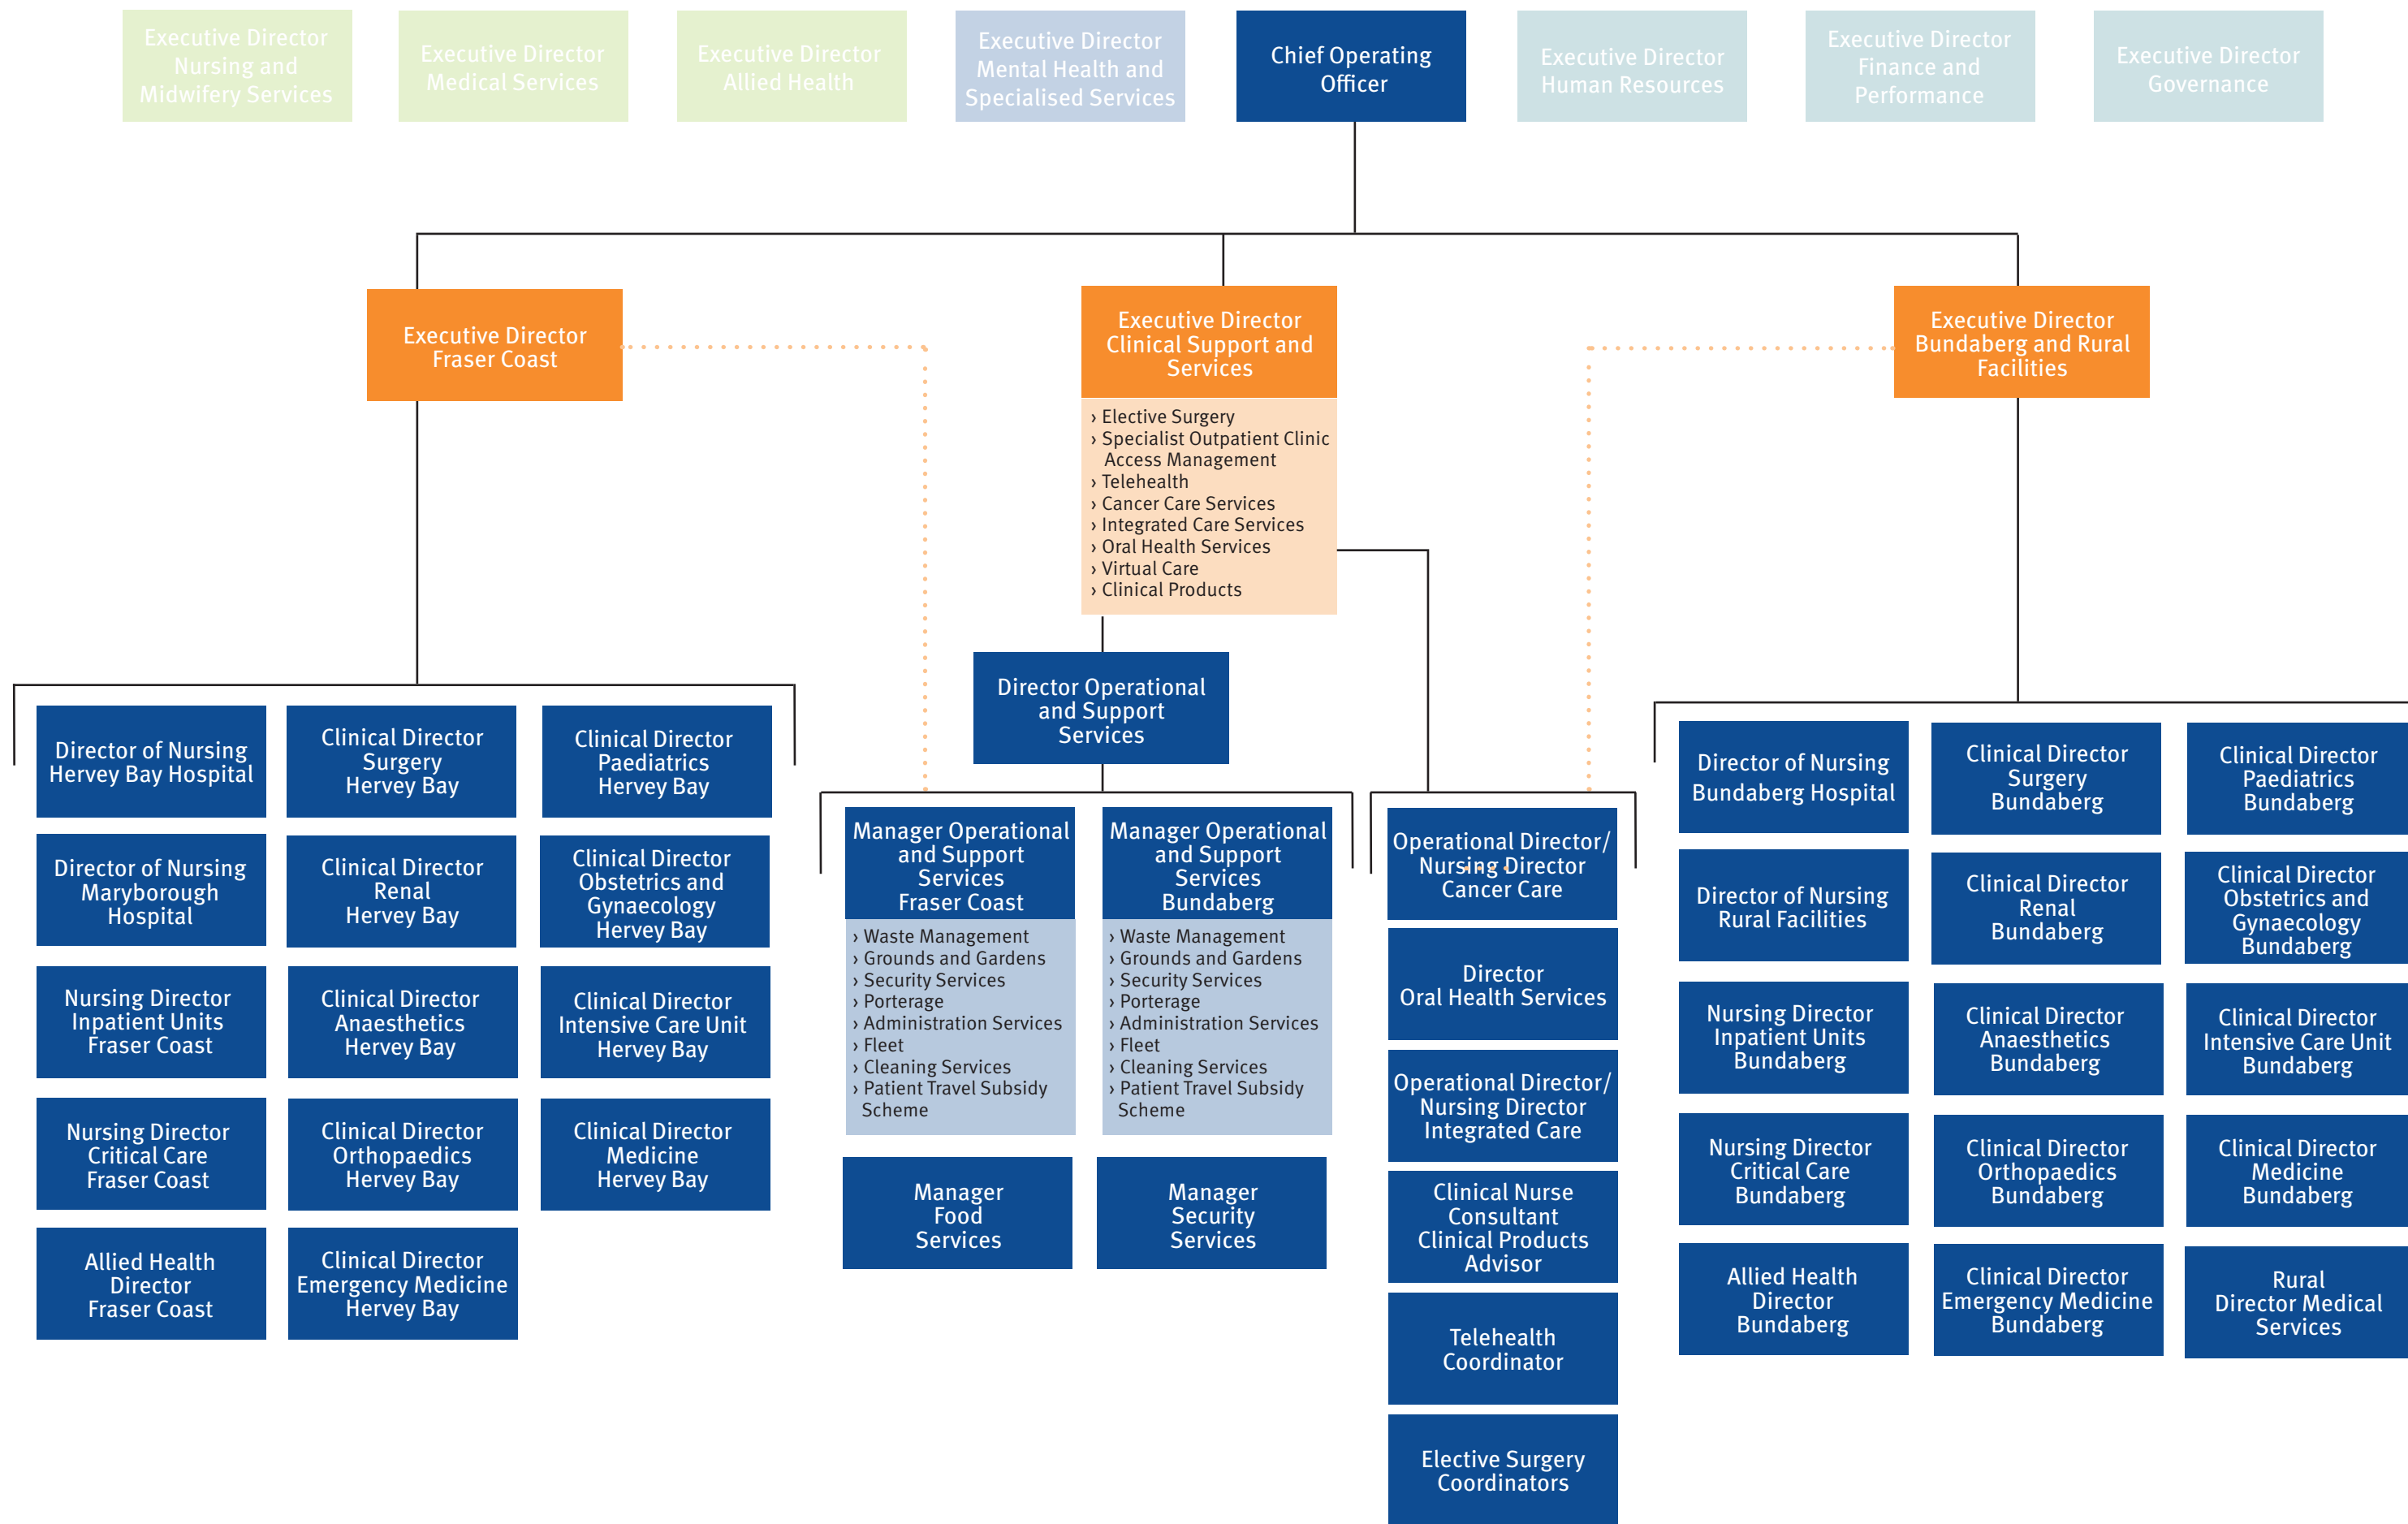 Executive Director
Nursing and
Midwifery Services
Executive Director
Medical Services
Executive Director
Allied Health
Executive Director
Mental Health and
Specialised Services
Chief Operating
Officer
Executive Director
Human Resources
Executive Director
Finance and
Performance
Executive Director
Governance
Executive Director
Fraser Coast
Executive Director
Clinical Support and
Services
› Elective Surgery
› Specialist Outpatient Clinic
Access Management
› Telehealth
› Cancer Care Services
› Integrated Care Services
› Oral Health Services
› Virtual Care
› Clinical Products
Executive Director
Bundaberg and Rural
Facilities
Director of Nursing
Hervey Bay Hospital
Clinical Director
Surgery
Hervey Bay
Clinical Director
Paediatrics
Hervey Bay
Director of Nursing
Maryborough
Hospital
Clinical Director
Renal
Hervey Bay
Clinical Director
Obstetrics and
Gynaecology
Hervey Bay
Nursing Director
Inpatient Units
Fraser Coast
Clinical Director
Anaesthetics
Hervey Bay
Clinical Director
Intensive Care Unit
Hervey Bay
Nursing Director
Critical Care
Fraser Coast
Clinical Director
Orthopaedics
Hervey Bay
Clinical Director
Medicine
Hervey Bay
Allied Health
Director
Fraser Coast
Clinical Director
Emergency Medicine
Hervey Bay
Director Operational
and Support
Services
Manager Operational
and Support
Services
Fraser Coast
› Waste Management
› Grounds and Gardens
› Security Services
› Porterage
› Administration Services
› Fleet
› Cleaning Services
› Patient Travel Subsidy
Scheme
Manager Operational
and Support
Services
Bundaberg
› Waste Management
› Grounds and Gardens
› Security Services
› Porterage
› Administration Services
› Fleet
› Cleaning Services
› Patient Travel Subsidy
Scheme
Manager
Food
Services
Manager
Security
Services
Operational Director/
Nursing Director
Cancer Care
Director
Oral Health Services
Operational Director/
Nursing Director
Integrated Care
Clinical Nurse
Consultant
Clinical Products
Advisor
Telehealth
Coordinator
Elective Surgery
Coordinators
Director of Nursing
Bundaberg Hospital
Clinical Director
Surgery
Bundaberg
Clinical Director
Paediatrics
Bundaberg
Director of Nursing
Rural Facilities
Clinical Director
Renal
Bundaberg
Clinical Director
Obstetrics and
Gynaecology
Bundaberg
Nursing Director
Inpatient Units
Bundaberg
Clinical Director
Anaesthetics
Bundaberg
Clinical Director
Intensive Care Unit
Bundaberg
Nursing Director
Critical Care
Bundaberg
Clinical Director
Orthopaedics
Bundaberg
Clinical Director
Medicine
Bundaberg
Allied Health
Director
Bundaberg
Clinical Director
Emergency Medicine
Bundaberg
Rural
Director Medical
Services